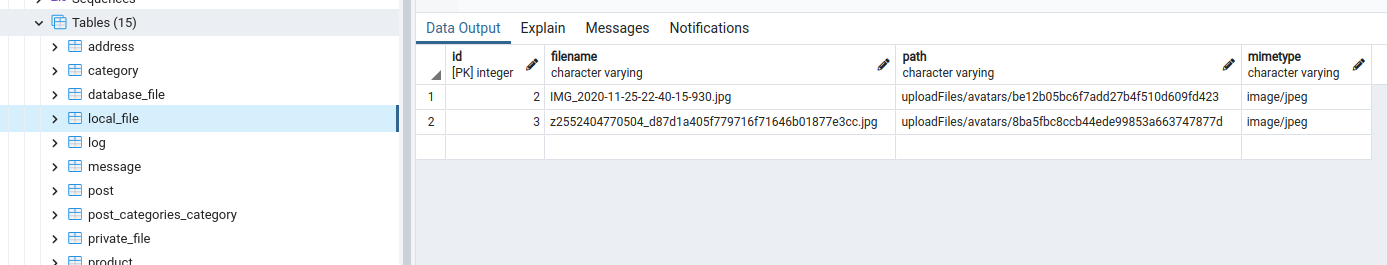 Sequences
Tables (15)
address
category
database_file
local_file
log
message
post
post_categories_category
private_file
product
Data Output Explain Messages Notifications
id filename path mimetype
[PK] integer character varying character varying character varying
1 2 IMG_2020-11-25-22-40-15-930.jpg uploadFiles/avatars/be12b05bc6f7add27b4f510d609fd423 image/jpeg
2 3 z2552404770504_d87d1a405f779716f71646b01877e3cc.jpg uploadFiles/avatars/8ba5fbc8ccb44ede99853a663747877d image/jpeg